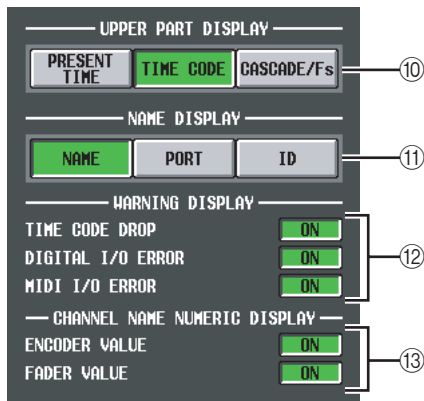 UPPER PART DISPLAY
PRESENT TIME TIME CODE CASCADE/Fs ⑩
NAME DISPLAY
NAME PORT ID ⑪
WARNING DISPLAY
TIME CODE DROP ON
DIGITAL I/O ERROR ON ⑫
MIDI I/O ERROR ON
CHANNEL NAME NUMERIC DISPLAY
ENCODER VALUE ON
⑬
FADER VALUE ON